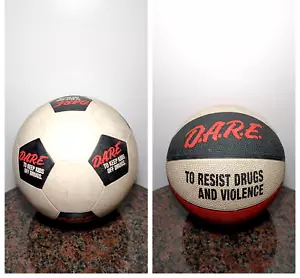 D.A.R.E.
D.A.R.E.
TO KEEP KIDS
OFF DRUGS.
D.A.R.E.
TO KEEP KIDS
OFF DRUGS.
D.A.R.E.
TO RESIST DRUGS
AND VIOLENCE